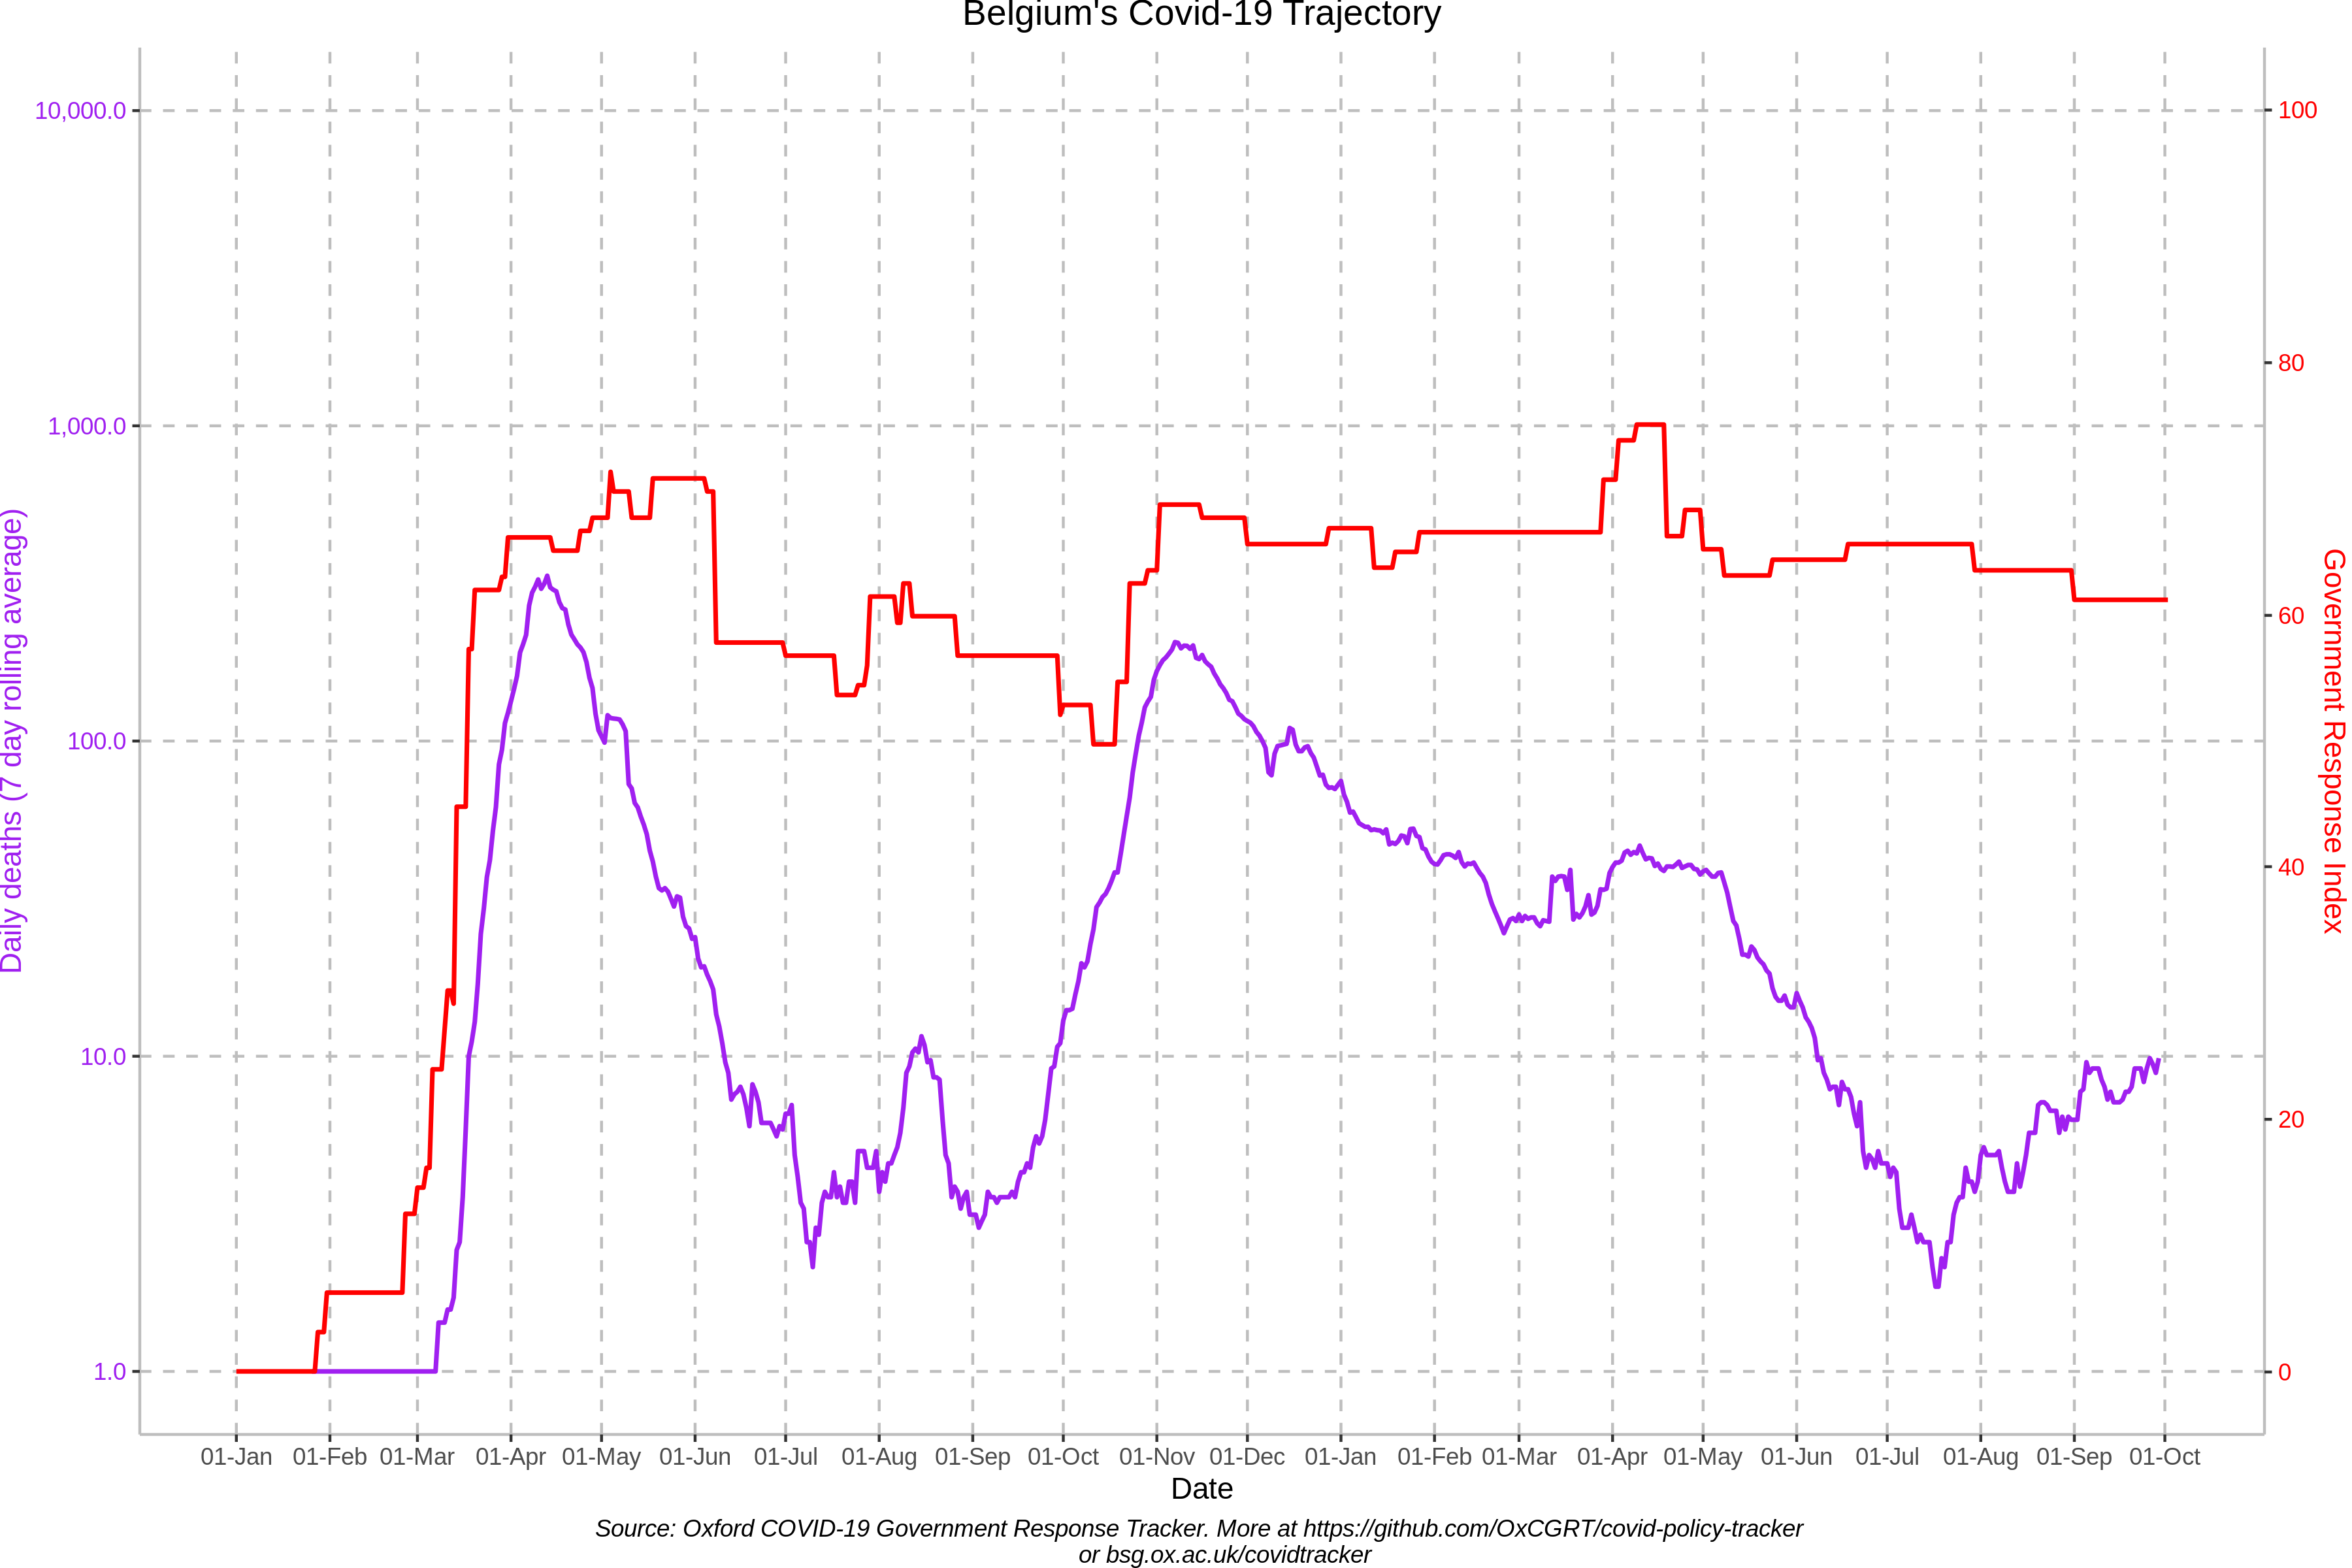 Belgium's Covid-19 Trajectory
10,000.0
1,000.0
100.0
10.0
1.0
Daily deaths (7 day rolling average)
100
80
60
40
20
0
Government Response Index
01-Jan 01-Feb 01-Mar 01-Apr 01-May 01-Jun 01-Jul 01-Aug 01-Sep 01-Oct 01-Nov 01-Dec 01-Jan 01-Feb 01-Mar 01-Apr 01-May 01-Jun 01-Jul 01-Aug 01-Sep 01-Oct
Date
Source: Oxford COVID-19 Government Response Tracker. More at https://github.com/OxCGRT/covid-policy-tracker
or bsg.ox.ac.uk/covidtracker